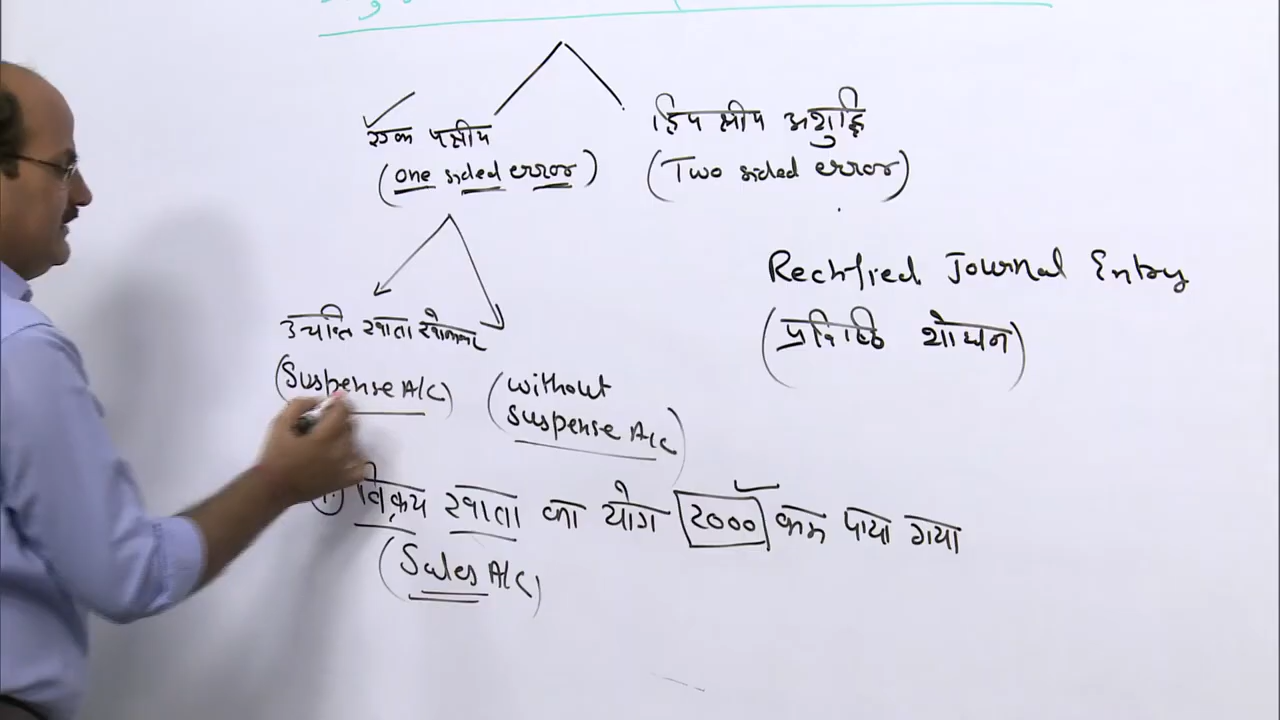 एक पक्षीय
(one sided error)
द्विप क्षीय अशुद्धि
(Two sided error)
Rectified Journal Entry
(प्रविष्ठि शोधन)
उचन्ति खाता खोलकर
(Suspense A/C)
(without
suspense A/C)
1.) विक्रय खाता का योग 2000 कम पाया गया
(Sales A/C)